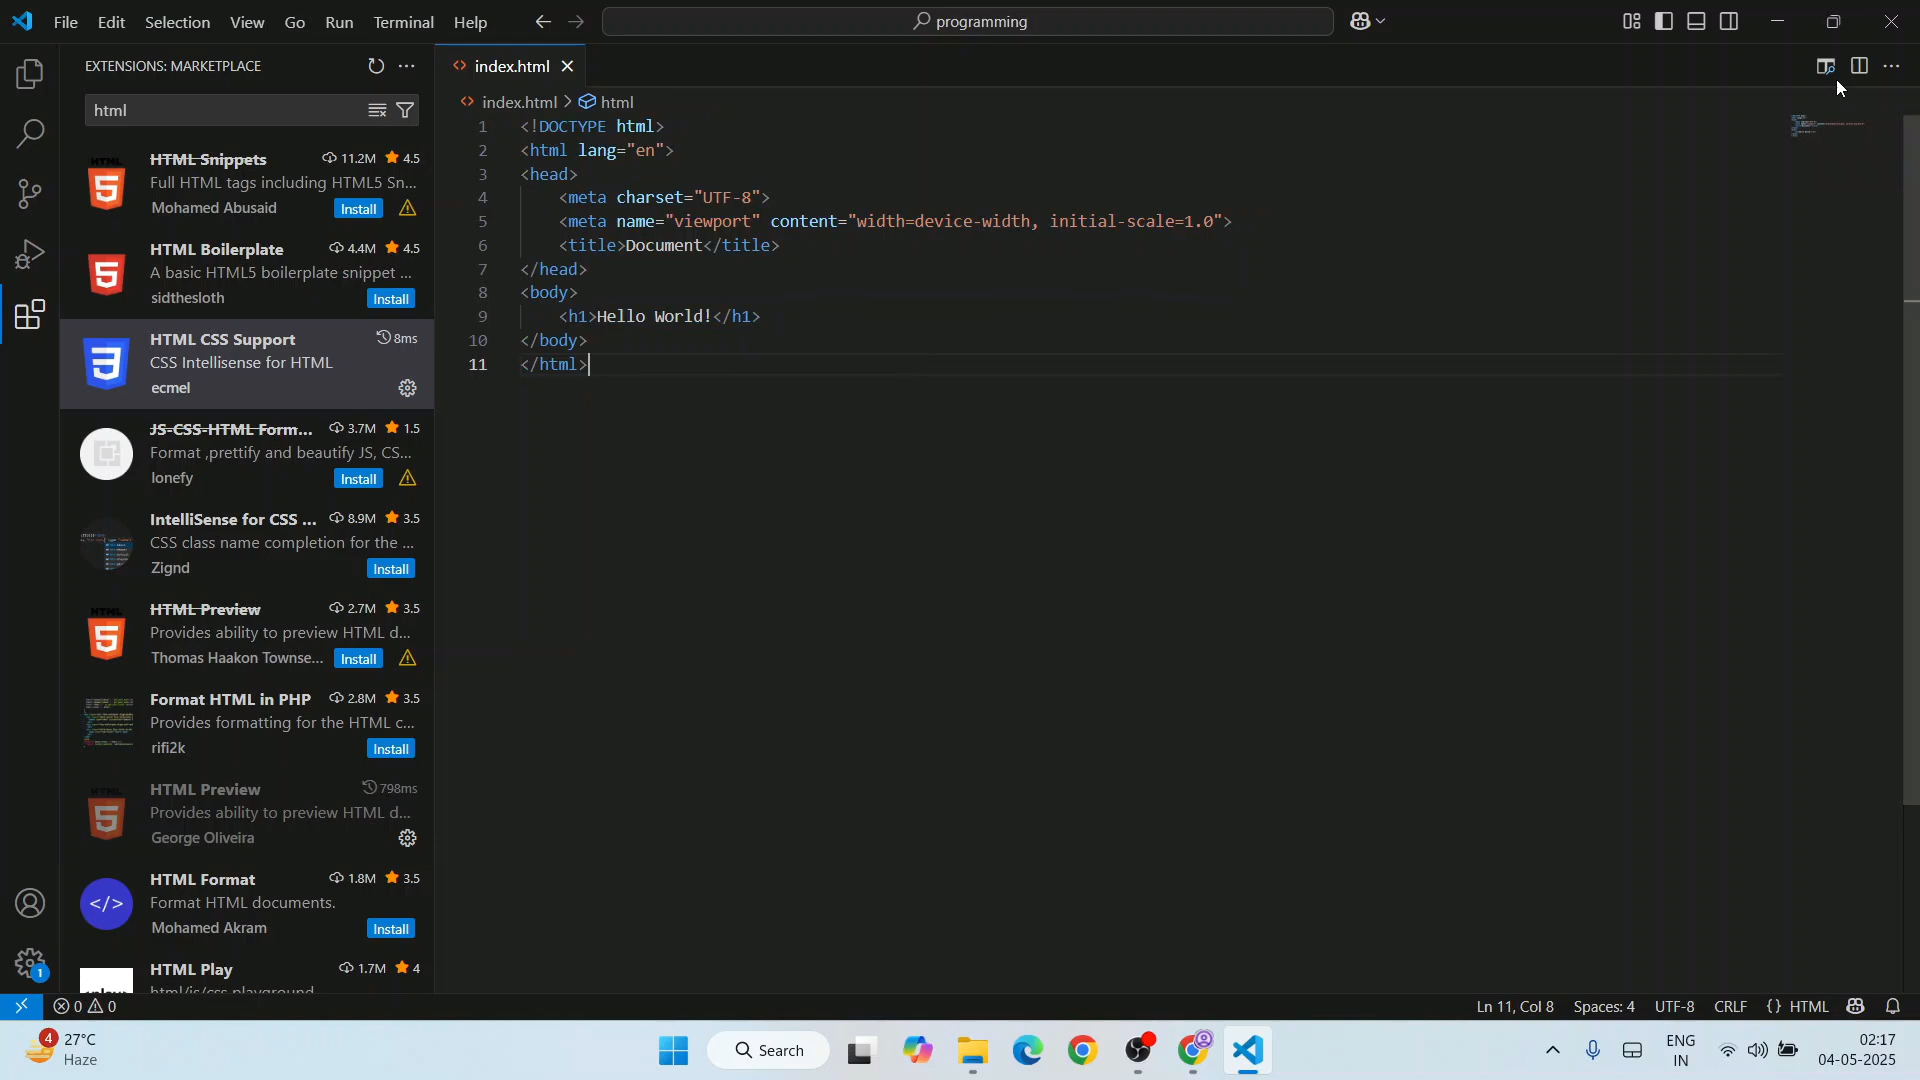 File Edit Selection View Go Run Terminal Help
programming
EXTENSIONS: MARKETPLACE
html
HTML Snippets 11.2M 4.5
Full HTML tags including HTML5 Sn...
Mohamed Abusaid Install
HTML Boilerplate 4.4M 4.5
A basic HTML5 boilerplate snippet ...
sidthesloth Install
HTML CSS Support 8ms
CSS Intellisense for HTML
ecmel
JS-CSS-HTML Form... 3.7M 1.5
Format ,prettify and beautify JS, CS...
lonefy Install
IntelliSense for CSS ... 8.9M 3.5
CSS class name completion for the ...
Zignd Install
HTML Preview 2.7M 3.5
Provides ability to preview HTML d...
Thomas Haakon Townse... Install
Format HTML in PHP 2.8M 3.5
Provides formatting for the HTML c...
rifi2k Install
HTML Preview 798ms
Provides ability to preview HTML d...
George Oliveira
HTML Format 1.8M 3.5
Format HTML documents.
Mohamed Akram Install
HTML Play 1.7M 4
html/js/css playground
index.html
index.html > html
1 <!DOCTYPE html>
2 <html lang="en">
3 <head>
4 <meta charset="UTF-8">
5 <meta name="viewport" content="width=device-width, initial-scale=1.0">
6 <title>Document</title>
7 </head>
8 <body>
9 <h1>Hello World!</h1>
10 </body>
11 </html>
1
0 0
Ln 11, Col 8 Spaces: 4 UTF-8 CRLF {} HTML
4
27°C
Haze
Search
ENG
IN
02:17
04-05-2025